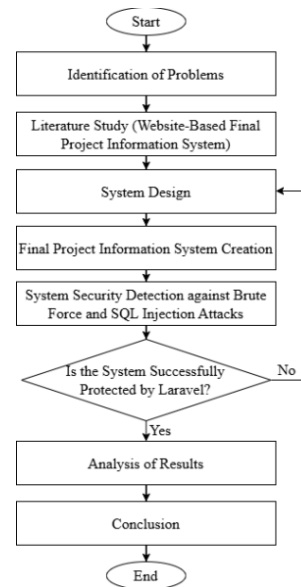 Start
Identification of Problems
Literature Study (Website-Based Final
Project Information System)
System Design
Final Project Information System Creation
System Security Detection against Brute
Force and SQL Injection Attacks
Is the System Successfully
Protected by Laravel?
No
Yes
Analysis of Results
Conclusion
End